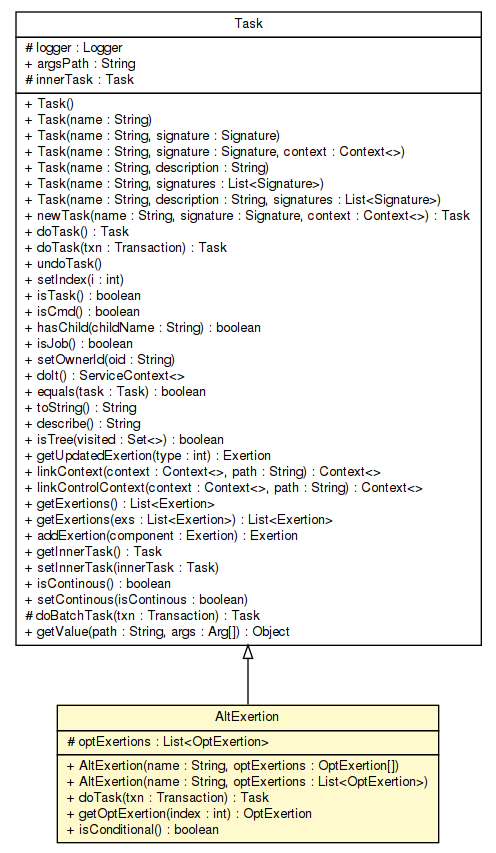 Task
# logger : Logger
+ argsPath : String
# innerTask : Task
+ Task()
+ Task(name : String)
+ Task(name : String, signature : Signature)
+ Task(name : String, signature : Signature, context : Context<>)
+ Task(name : String, description : String)
+ Task(name : String, signatures : List<Signature>)
+ Task(name : String, description : String, signatures : List<Signature>)
+ newTask(name : String, signature : Signature, context : Context<>) : Task
+ doTask() : Task
+ doTask(txn : Transaction) : Task
+ undoTask()
+ setIndex(i : int)
+ isTask() : boolean
+ isCmd() : boolean
+ hasChild(childName : String) : boolean
+ isJob() : boolean
+ setOwnerId(oid : String)
+ doIt() : ServiceContext<>
+ equals(task : Task) : boolean
+ toString() : String
+ describe() : String
+ isTree(visited : Set<>) : boolean
+ getUpdatedExertion(type : int) : Exertion
+ linkContext(context : Context<>, path : String) : Context<>
+ linkControlContext(context : Context<>, path : String) : Context<>
+ getExertions() : List<Exertion>
+ getExertions(exs : List<Exertion>) : List<Exertion>
+ addExertion(component : Exertion) : Exertion
+ getInnerTask() : Task
+ setInnerTask(innerTask : Task)
+ isContinous() : boolean
+ setContinous(isContinous : boolean)
# doBatchTask(txn : Transaction) : Task
+ getValue(path : String, args : Arg[]) : Object
AltExertion
# optExertions : List<OptExertion>
+ AltExertion(name : String, optExertions : OptExertion[])
+ AltExertion(name : String, optExertions : List<OptExertion>)
+ doTask(txn : Transaction) : Task
+ getOptExertion(index : int) : OptExertion
+ isConditional() : boolean